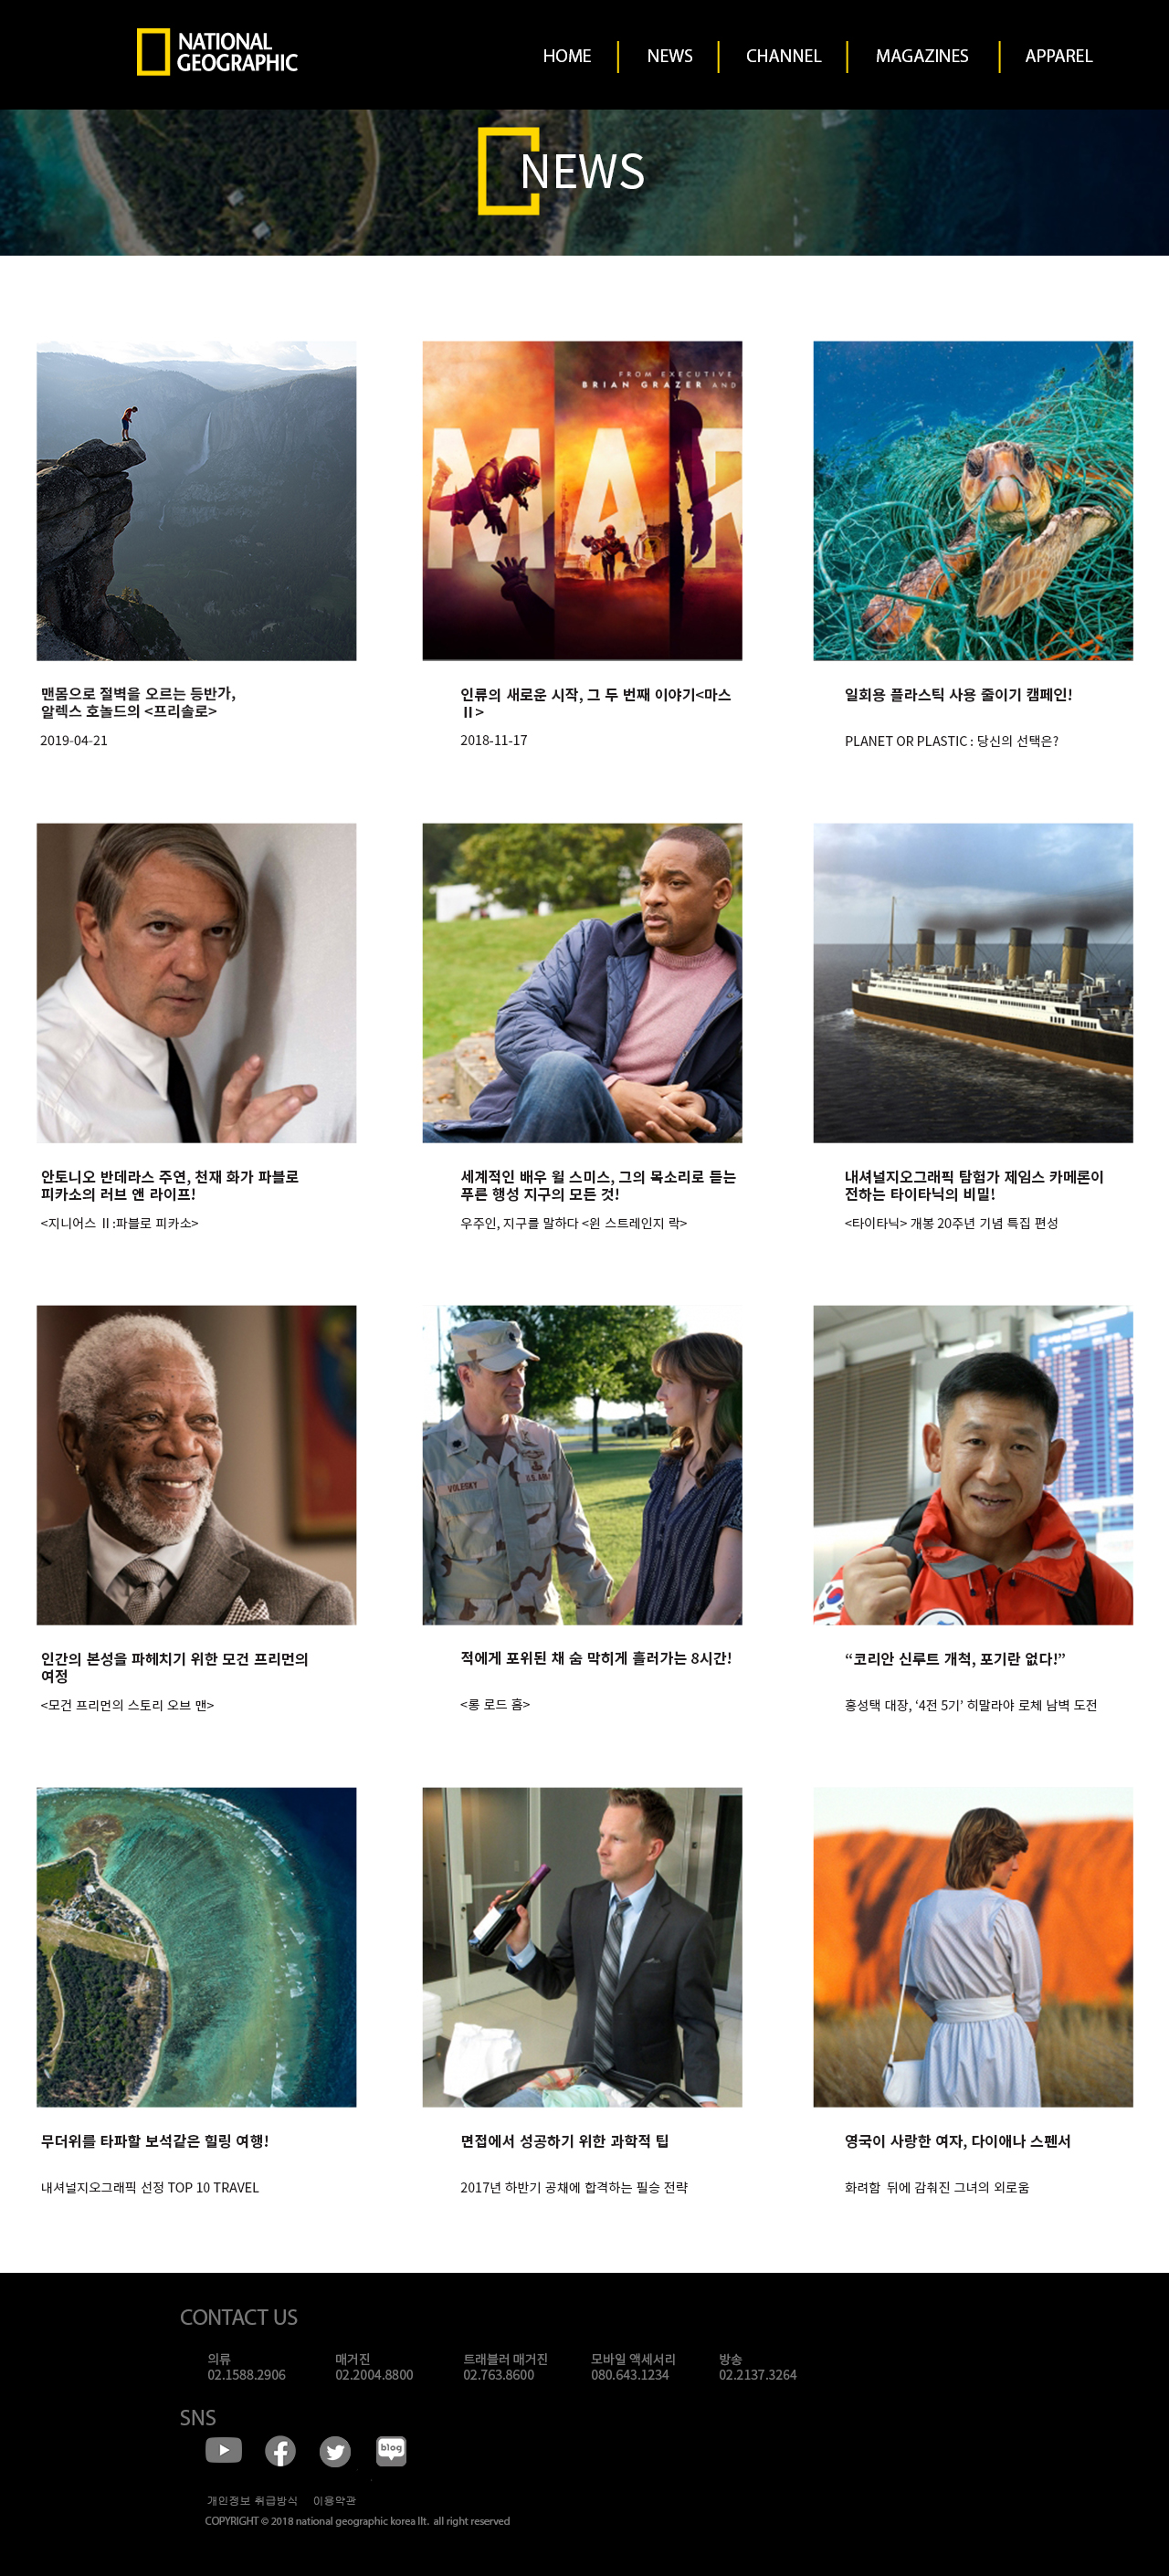 NATIONAL
GEOGRAPHIC
HOME
NEWS
CHANNEL
MAGAZINES
APPAREL
NEWS
FROM EXECUTIVE
BRIAN GRAZER AND
MAR
맨몸으로 절벽을 오르는 등반가,
알렉스 호놀드의 <프리솔로>
2019-04-21
인류의 새로운 시작, 그 두 번째 이야기<마스
Ⅱ>
2018-11-17
일회용 플라스틱 사용 줄이기 캠페인!
PLANET OR PLASTIC : 당신의 선택은?
안토니오 반데라스 주연, 천재 화가 파블로
피카소의 러브 앤 라이프!
<지니어스 Ⅱ:파블로 피카소>
세계적인 배우 윌 스미스, 그의 목소리로 듣는
푸른 행성 지구의 모든 것!
우주인, 지구를 말하다 <원 스트레인지 락>
내셔널지오그래픽 탐험가 제임스 카메론이
전하는 타이타닉의 비밀!
<타이타닉> 개봉 20주년 기념 특집 편성
VOLESKY
U.S. ARMY
인간의 본성을 파헤치기 위한 모건 프리먼의
여정
<모건 프리먼의 스토리 오브 맨>
적에게 포위된 채 숨 막히게 흘러가는 8시간!
<롱 로드 홈>
“코리안 신루트 개척, 포기란 없다!”
홍성택 대장, ‘4전 5기’ 히말라야 로체 남벽 도전
무더위를 타파할 보석같은 힐링 여행!
내셔널지오그래픽 선정 TOP 10 TRAVEL
면접에서 성공하기 위한 과학적 팁
2017년 하반기 공채에 합격하는 필승 전략
영국이 사랑한 여자, 다이애나 스펜서
화려함 뒤에 감춰진 그녀의 외로움
CONTACT US
의류
02.1588.2906
매거진
02.2004.8800
트래블러 매거진
02.763.8600
모바일 액세서리
080.643.1234
방송
02.2137.3264
SNS
blog
개인정보 취급방식 이용약관
COPYRIGHT © 2018 national geographic korea llt. all right reserved